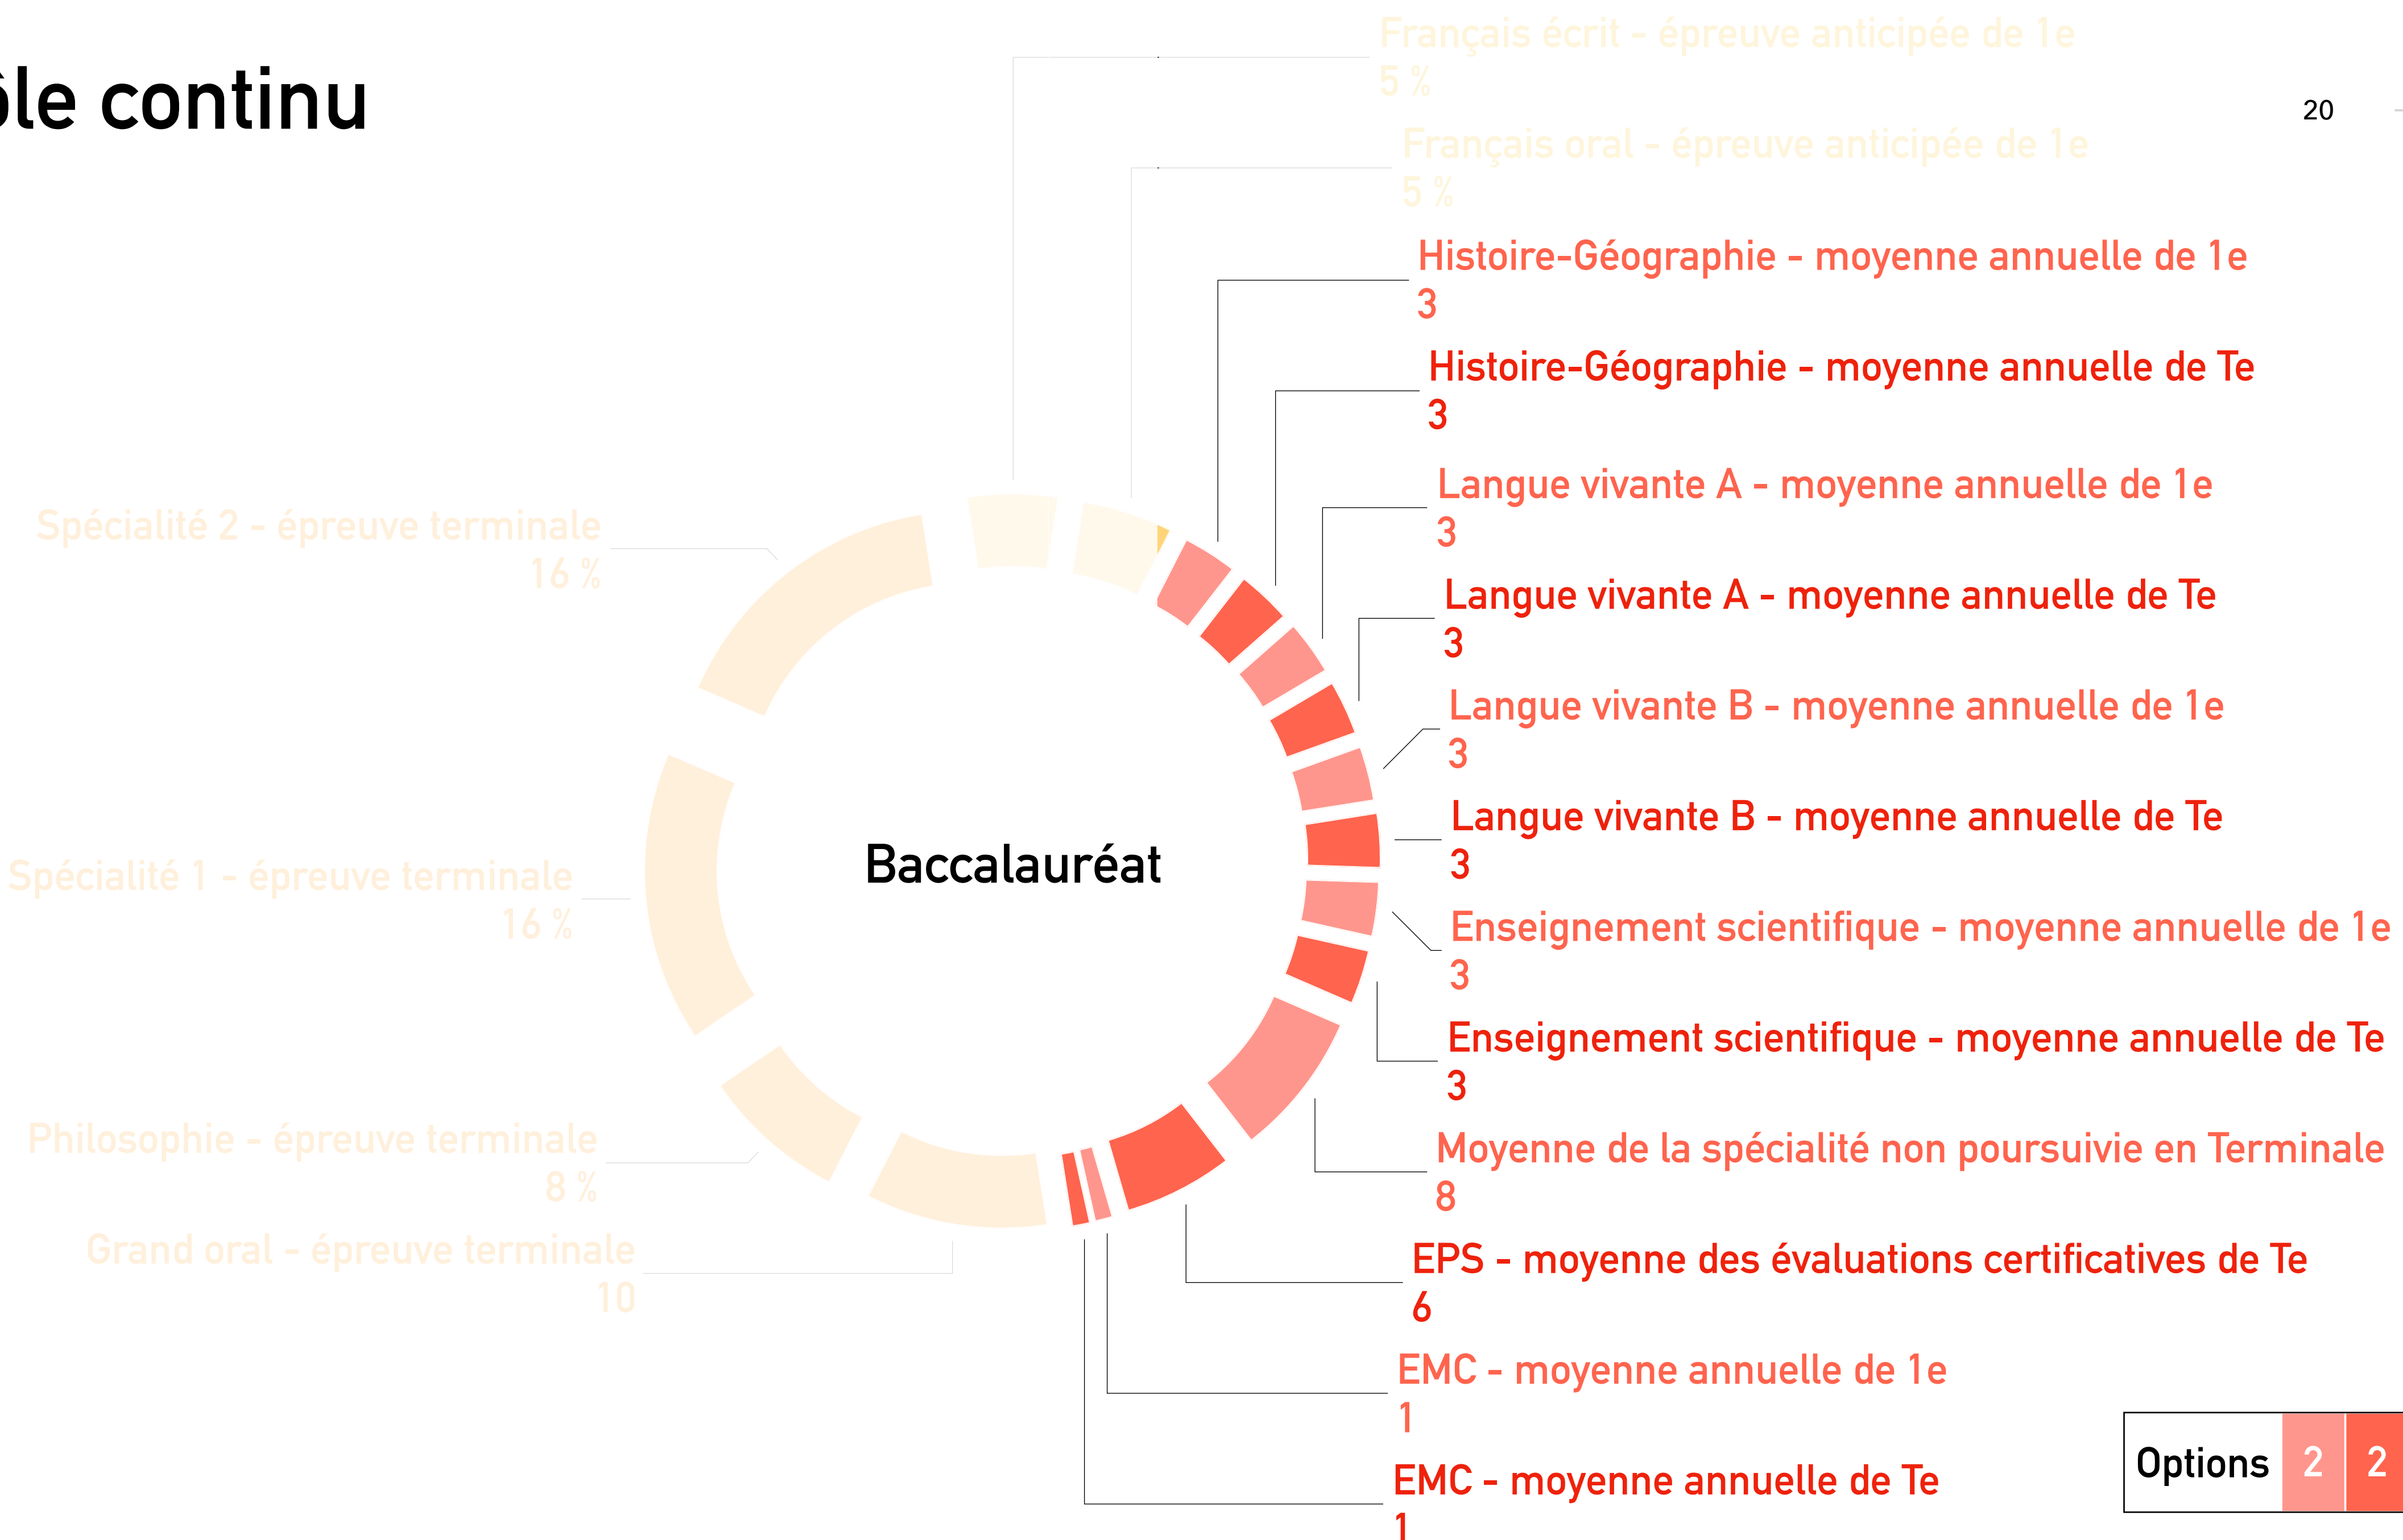 ôle continu
20
Français écrit - épreuve anticipée de 1e
5 %
Français oral - épreuve anticipée de 1e
5 %
Histoire-Géographie - moyenne annuelle de 1e
3
Histoire-Géographie - moyenne annuelle de Te
3
Langue vivante A - moyenne annuelle de 1e
3
Langue vivante A - moyenne annuelle de Te
3
Langue vivante B - moyenne annuelle de 1e
3
Langue vivante B - moyenne annuelle de Te
3
Enseignement scientifique - moyenne annuelle de 1e
3
Enseignement scientifique - moyenne annuelle de Te
3
Moyenne de la spécialité non poursuivie en Terminale
8
EPS - moyenne des évaluations certificatives de Te
6
EMC - moyenne annuelle de 1e
1
EMC - moyenne annuelle de Te
1
Spécialité 2 - épreuve terminale
16 %
Spécialité 1 - épreuve terminale
16 %
Philosophie - épreuve terminale
8 %
Grand oral - épreuve terminale
10
Baccalauréat
Options 2 2